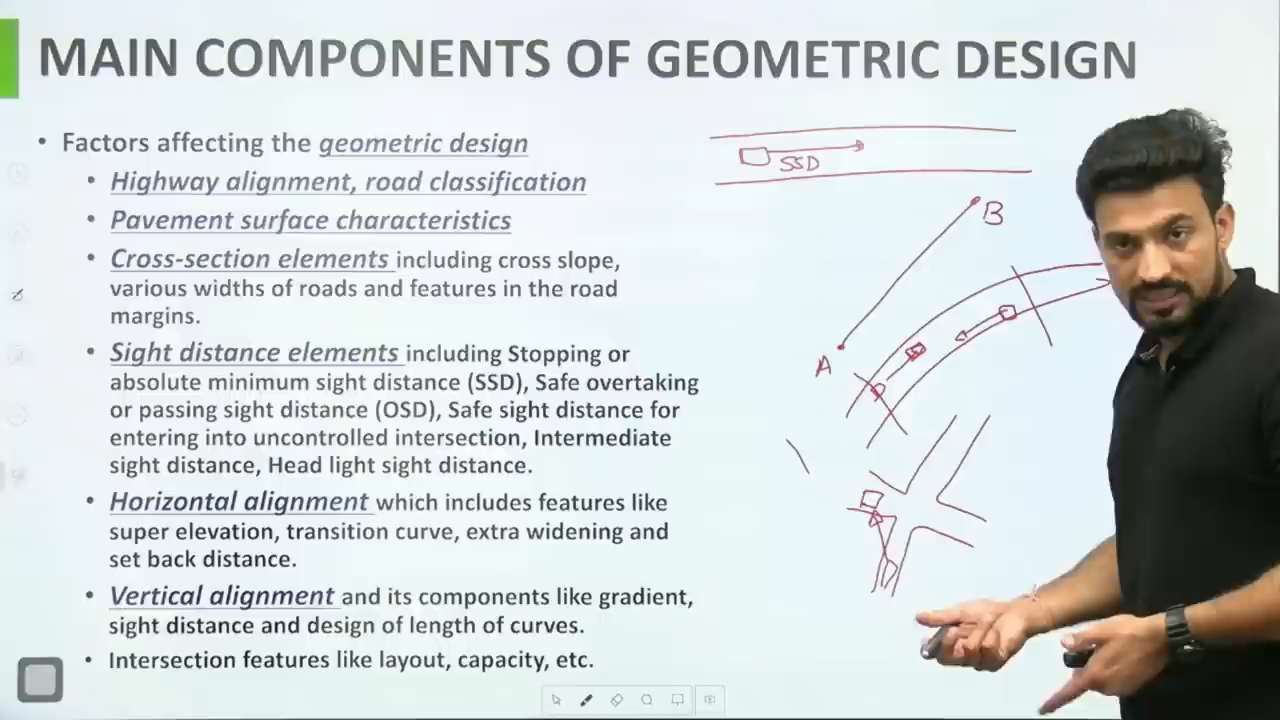 MAIN COMPONENTS OF GEOMETRIC DESIGN
• Factors affecting the geometric design
• Highway alignment, road classification
• Pavement surface characteristics
• Cross-section elements including cross slope,
various widths of roads and features in the road
margins.
• Sight distance elements including Stopping or
absolute minimum sight distance (SSD), Safe overtaking
or passing sight distance (OSD), Safe sight distance for
entering into uncontrolled intersection, Intermediate
sight distance, Head light sight distance.
• Horizontal alignment which includes features like
super elevation, transition curve, extra widening and
set back distance.
• Vertical alignment and its components like gradient,
sight distance and design of length of curves.
• Intersection features like layout, capacity, etc.
SSD
B
A